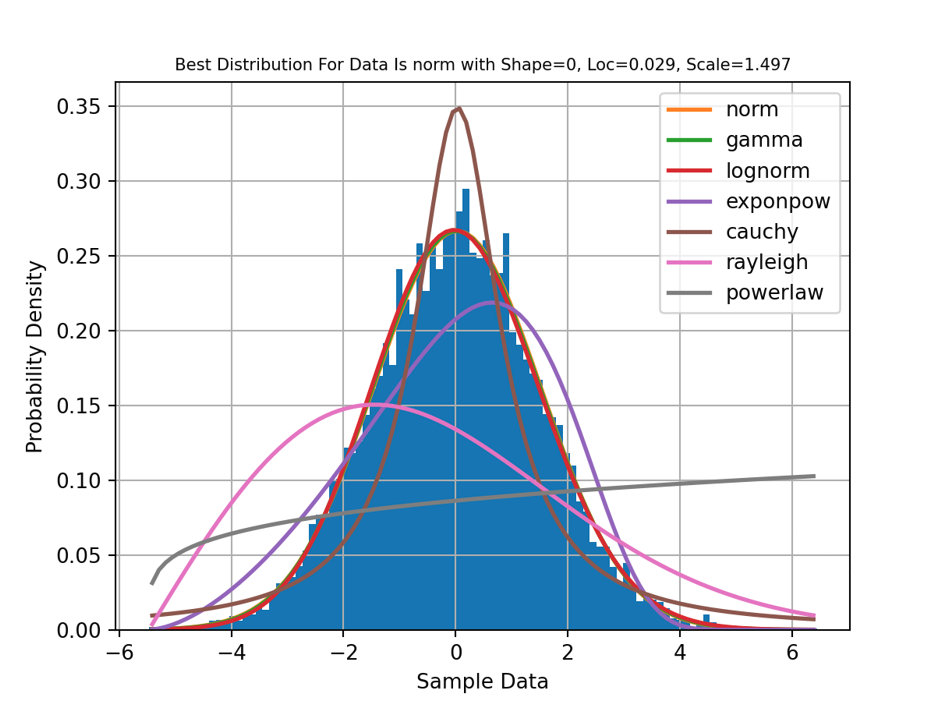 Best Distribution For Data Is norm with Shape=0, Loc=0.029, Scale=1.497
0.35
0.30
0.25
0.20
0.15
0.10
0.05
0.00
Probability Density
norm
gamma
lognorm
exponpow
cauchy
rayleigh
powerlaw
−6 −4 −2 0 2 4 6
Sample Data